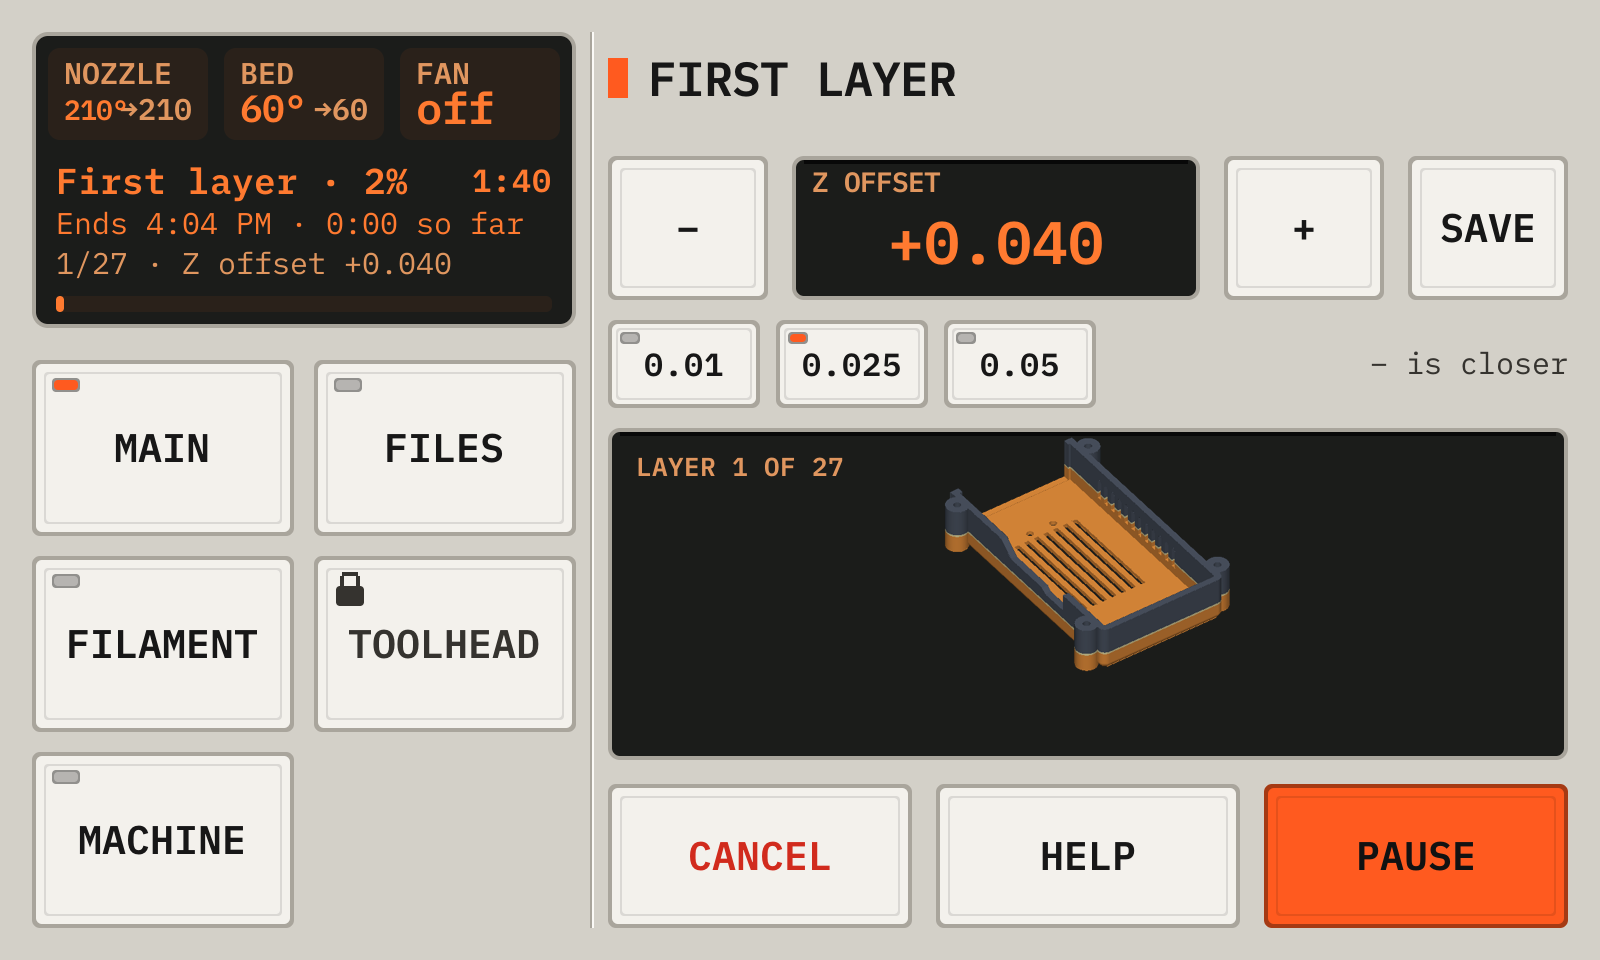 NOZZLE
210°→210
BED
60° →60
FAN
off
First layer · 2% 1:40
Ends 4:04 PM · 0:00 so far
1/27 · Z offset +0.040
MAIN
FILES
FILAMENT
TOOLHEAD
MACHINE
FIRST LAYER
−
Z OFFSET
+0.040
+
SAVE
0.01
0.025
0.05
− is closer
LAYER 1 OF 27
CANCEL
HELP
PAUSE